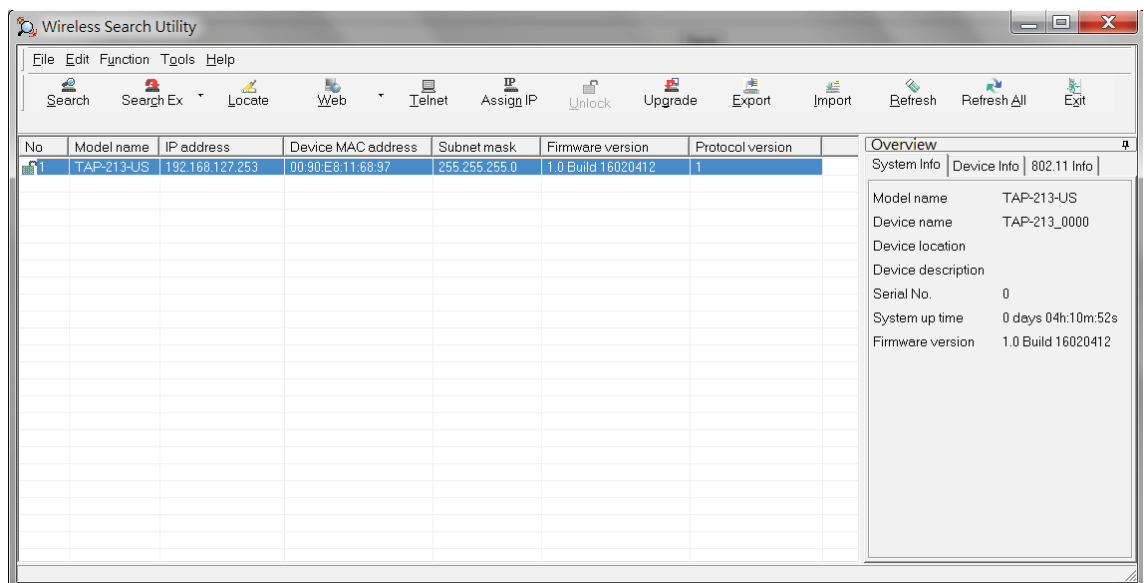 Wireless Search Utility
File Edit Function Tools Help
Search Search Ex Locate Web Telnet IP Assign IP Unlock Upgrade Export Import Refresh Refresh All Exit
No Model name IP address Device MAC address Subnet mask Firmware version Protocol version
1 TAP-213-US 192.168.127.253 00:90:E8:11:68:97 255.255.255.0 1.0 Build 16020412 1
Overview
System Info Device Info 802.11 Info
Model name TAP-213-US
Device name TAP-213_0000
Device location
Device description
Serial No. 0
System up time 0 days 04h:10m:52s
Firmware version 1.0 Build 16020412